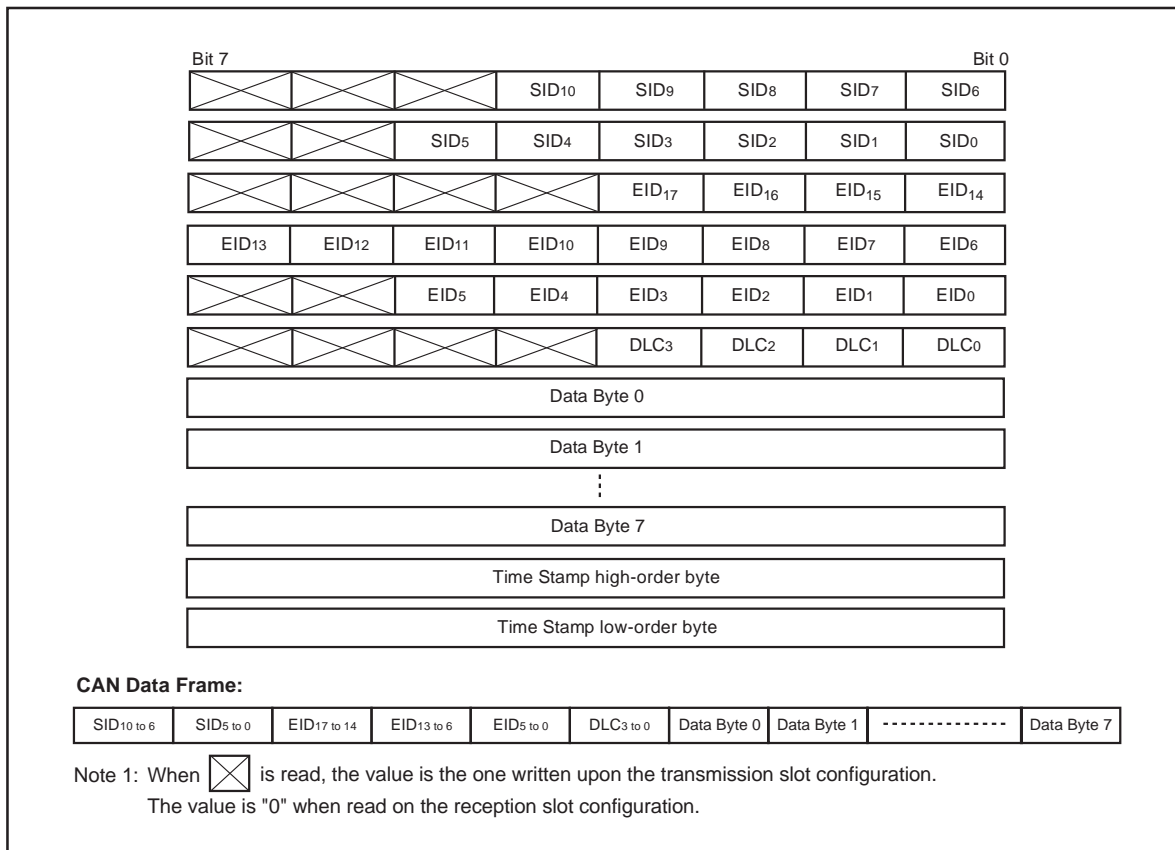 Bit 7 Bit 0
SID10 SID9 SID8 SID7 SID6
SID5 SID4 SID3 SID2 SID1 SID0
EID17 EID16 EID15 EID14
EID13 EID12 EID11 EID10 EID9 EID8 EID7 EID6
EID5 EID4 EID3 EID2 EID1 EID0
DLC3 DLC2 DLC1 DLC0
Data Byte 0
Data Byte 1
Data Byte 7
Time Stamp high-order byte
Time Stamp low-order byte
CAN Data Frame:
SID10 to 6 SID5 to 0 EID17 to 14 EID13 to 6 EID5 to 0 DLC3 to 0 Data Byte 0 Data Byte 1 Data Byte 7
Note 1: When is read, the value is the one written upon the transmission slot configuration.
The value is "0" when read on the reception slot configuration.